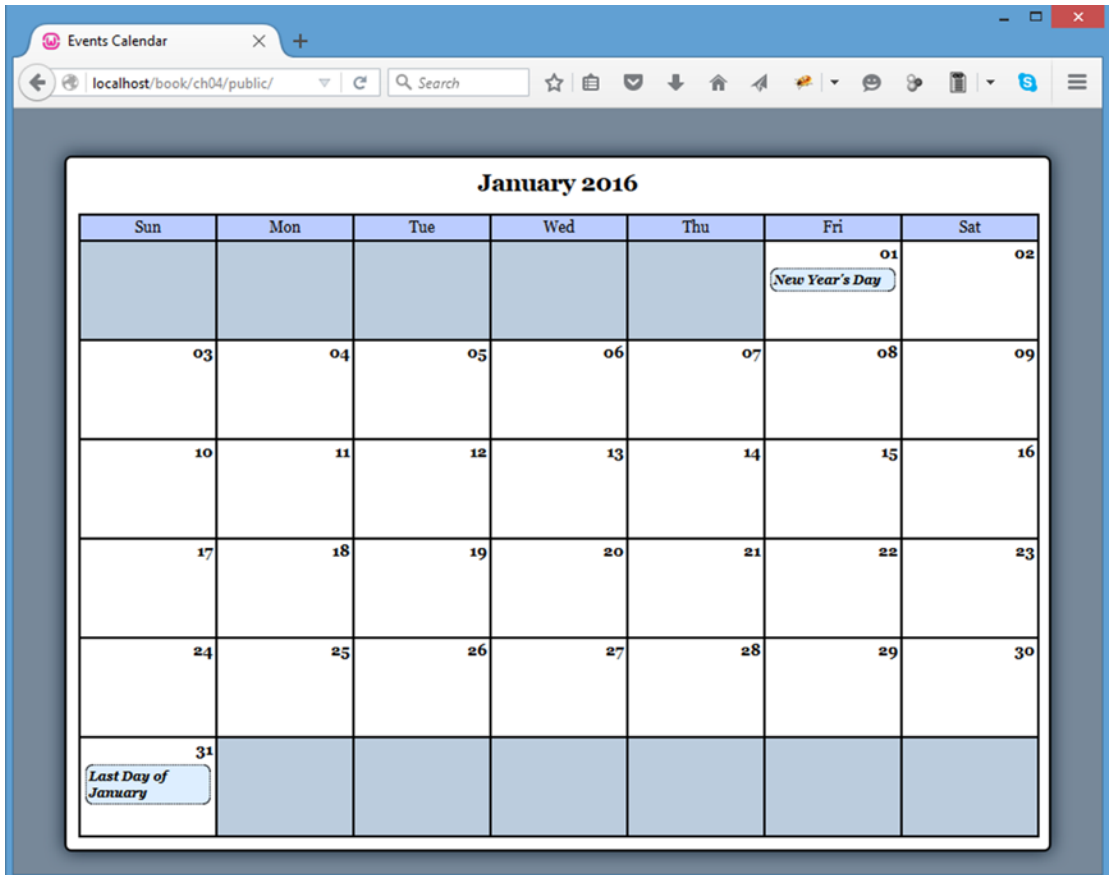 Events Calendar
localhost/book/ch04/public/
Search
January 2016
Sun Mon Tue Wed Thu Fri Sat
01 02
New Year's Day
03 04 05 06 07 08 09
10 11 12 13 14 15 16
17 18 19 20 21 22 23
24 25 26 27 28 29 30
31
Last Day of
January